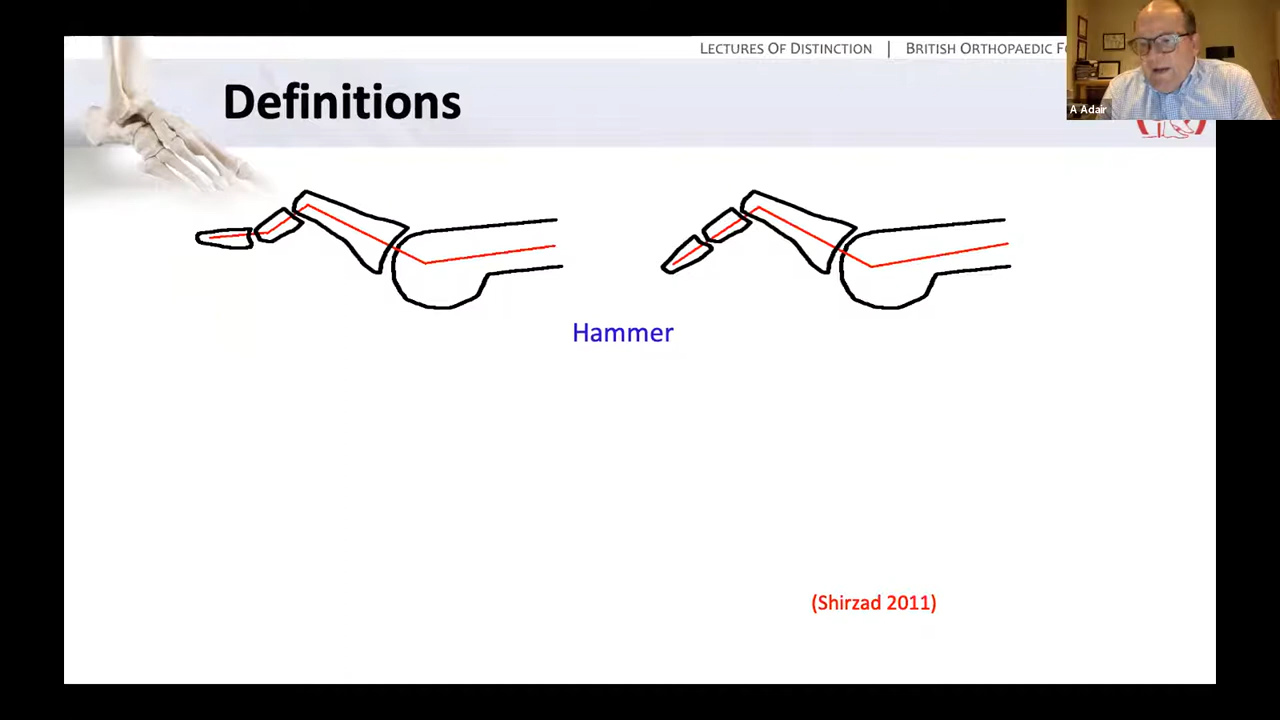 LECTURES OF DISTINCTION | BRITISH ORTHOPAEDIC
Definitions
A Adair
Hammer
(Shirzad 2011)